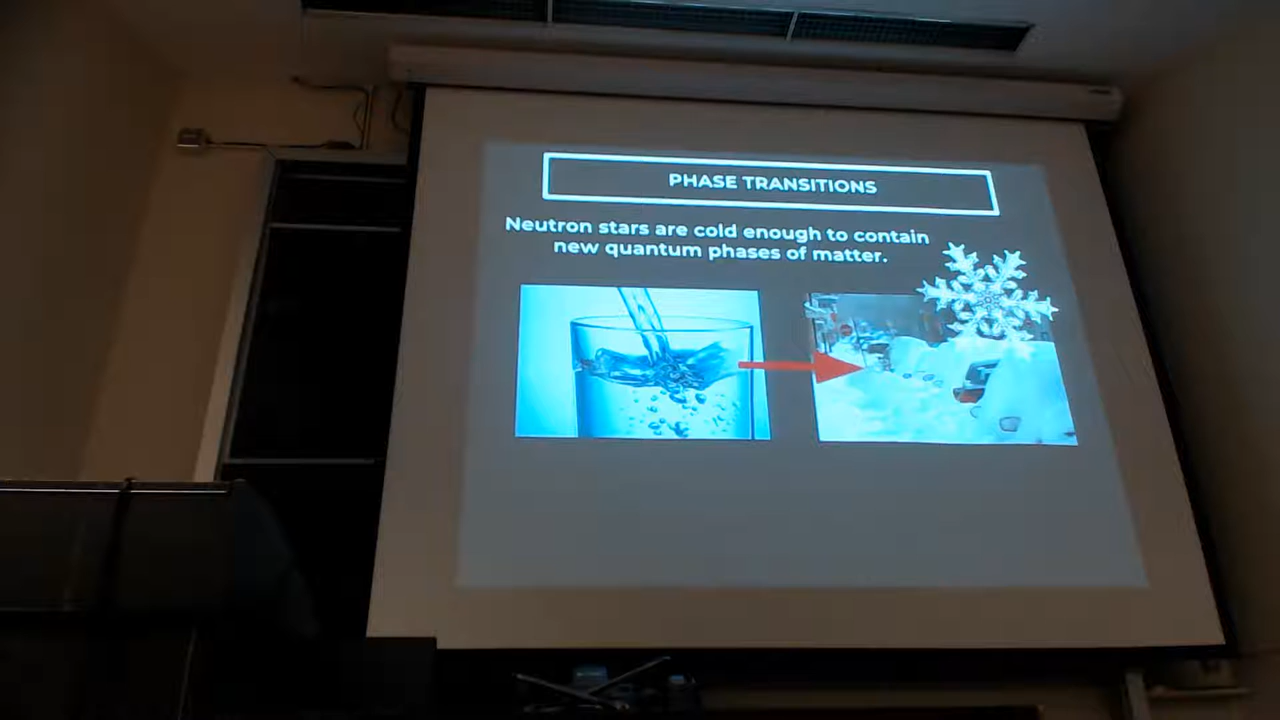 PHASE TRANSITIONS
Neutron stars are cold enough to contain
new quantum phases of matter.